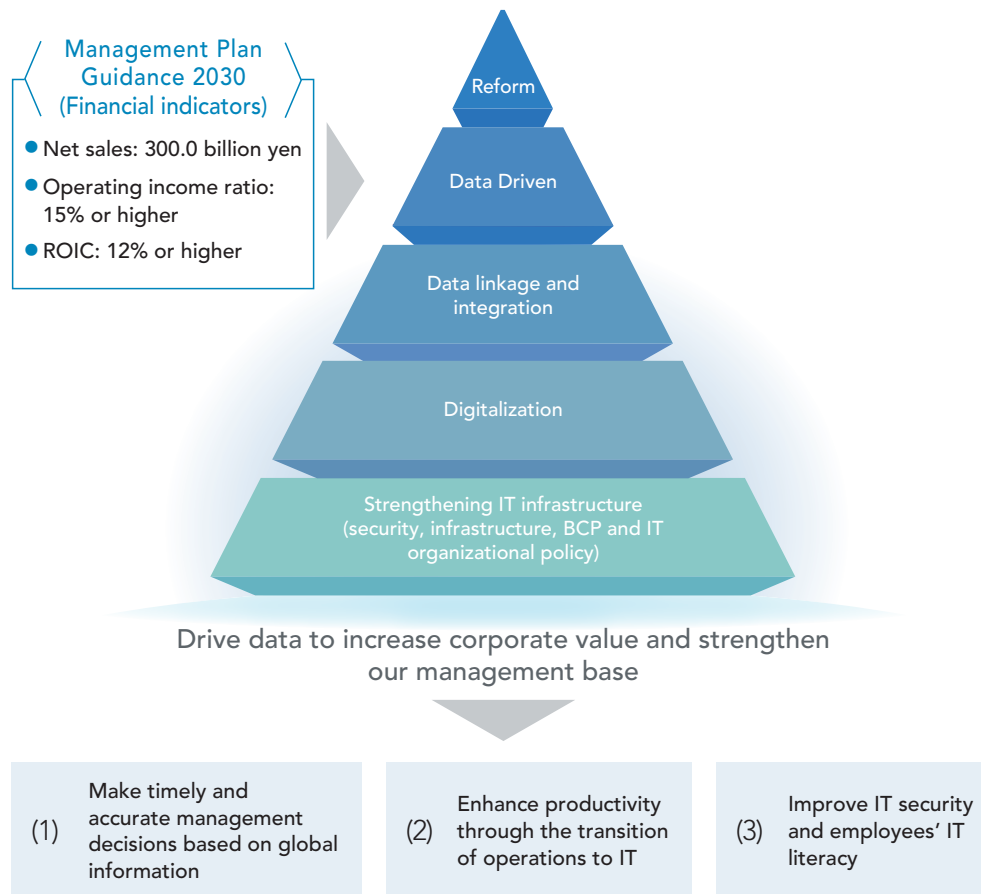 Management Plan
Guidance 2030
(Financial indicators)
● Net sales: 300.0 billion yen
● Operating income ratio:
15% or higher
● ROIC: 12% or higher
Reform
Data Driven
Data linkage and
integration
Digitalization
Strengthening IT infrastructure
(security, infrastructure, BCP and IT
organizational policy)
Drive data to increase corporate value and strengthen
our management base
(1)
Make timely and
accurate management
decisions based on global
information
(2)
Enhance productivity
through the transition
of operations to IT
(3)
Improve IT security
and employees’ IT
literacy